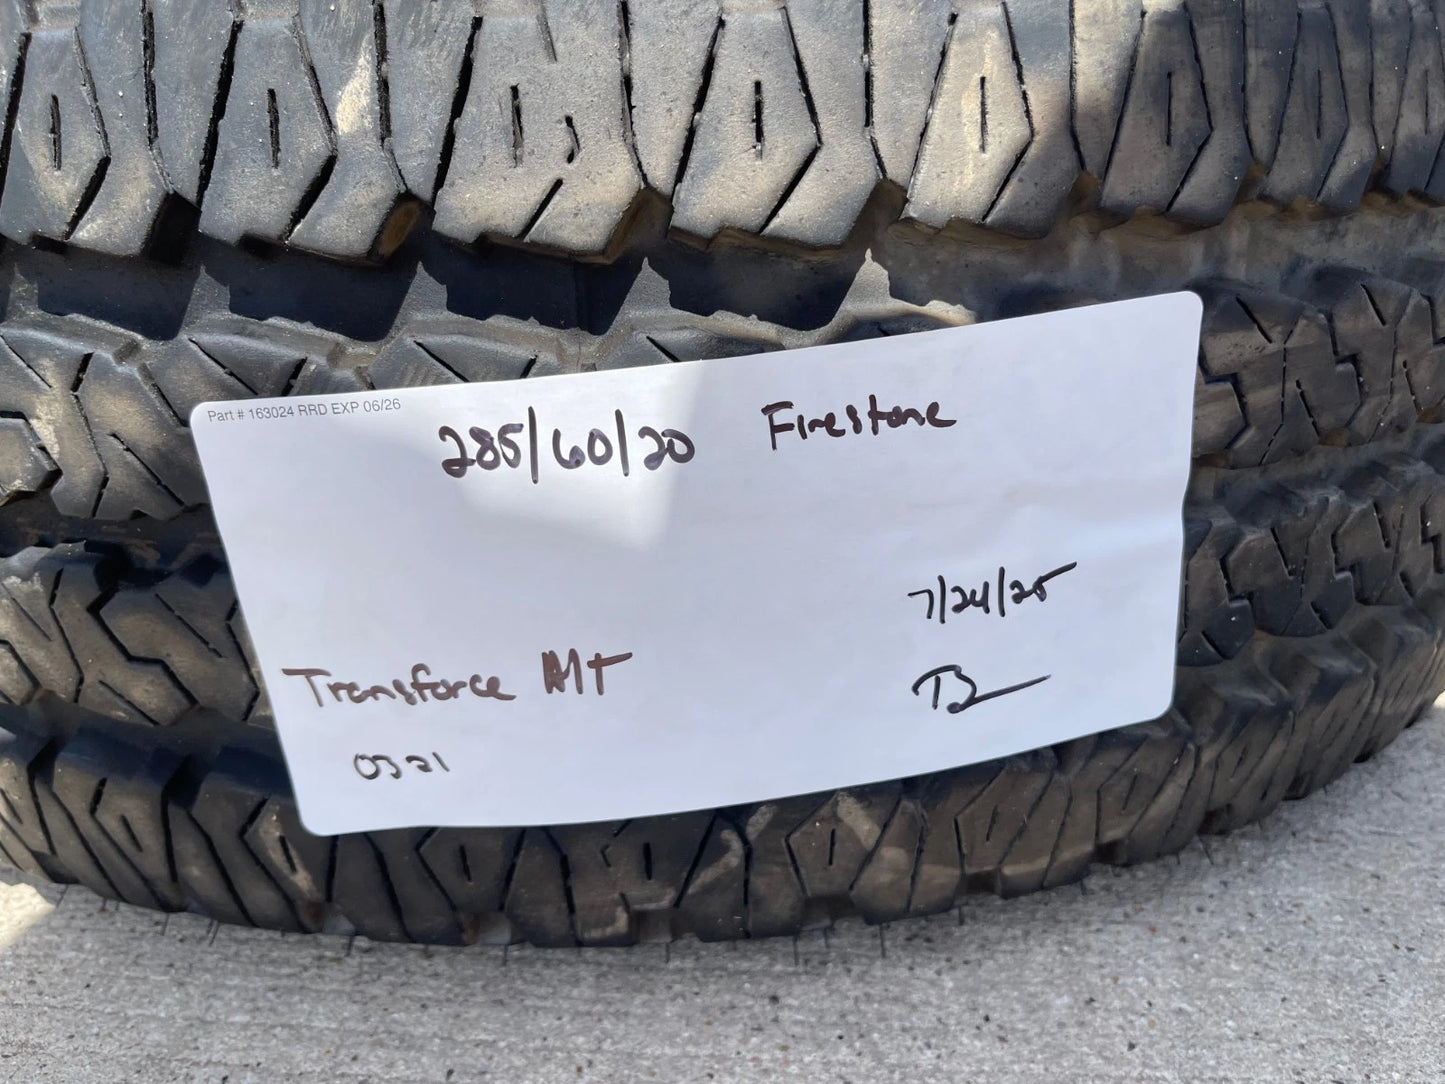 Part # 163024 RRD EXP 06/26
285/60/20 Firestone
7/24/25
Transforce AT
0321